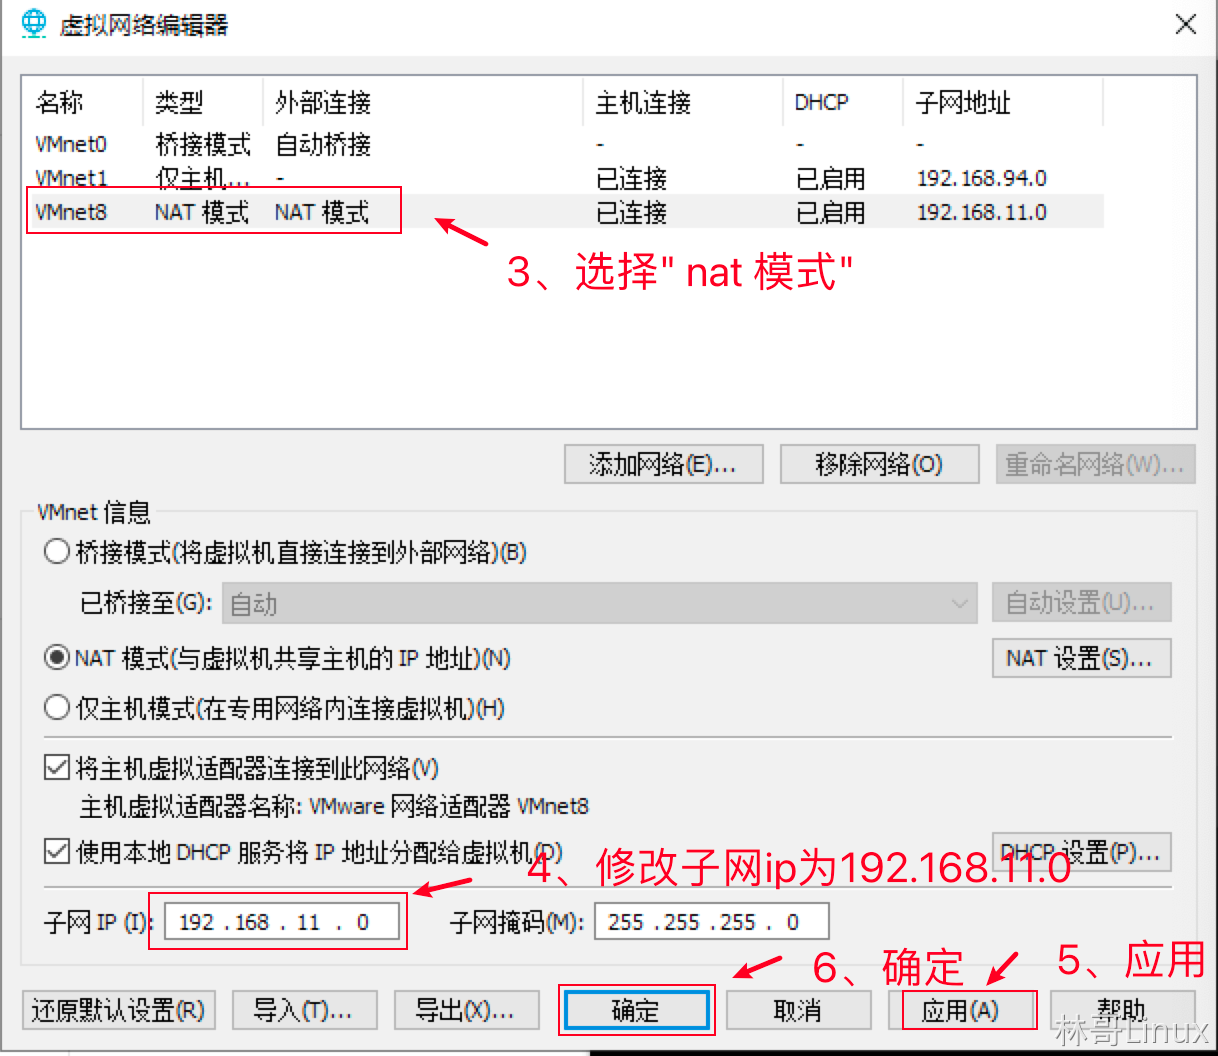 虚拟网络编辑器
名称 类型 外部连接 主机连接 DHCP 子网地址
VMnet0 桥接模式 自动桥接 - - -
VMnet1 仅主机... - 已连接 已启用 192.168.94.0
VMnet8 NAT 模式 NAT 模式 已连接 已启用 192.168.11.0
3、选择" nat 模式"
添加网络(E)... 移除网络(O) 重命名网络(W)...
VMnet 信息
桥接模式(将虚拟机直接连接到外部网络)(B)
已桥接至(G): 自动 自动设置(U)...
NAT 模式(与虚拟机共享主机的 IP 地址)(N) NAT 设置(S)...
仅主机模式(在专用网络内连接虚拟机)(H)
将主机虚拟适配器连接到此网络(V)
主机虚拟适配器名称: VMware 网络适配器 VMnet8
使用本地 DHCP 服务将 IP 地址分配给虚拟机(D) DHCP 设置(P)...
4、修改子网ip为192.168.11.0
子网 IP (I): 192 . 168 . 11 . 0 子网掩码(M): 255 . 255 . 255 . 0
6、确定 5、应用
还原默认设置(R) 导入(T)... 导出(X)... 确定 取消 应用(A) 帮助
林哥Linux